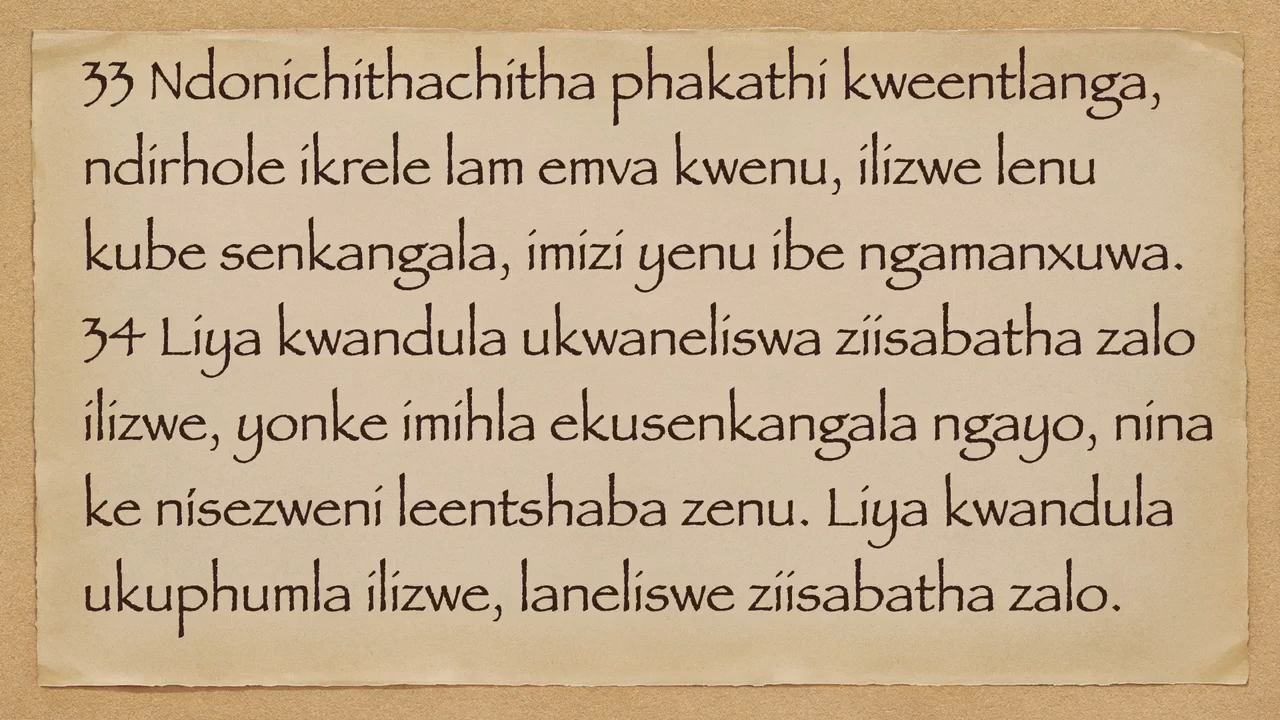 33 Ndonichithachitha phakathi kweentlanga,
ndirhole ikrele lam emva kwenu, ilizwe lenu
kube senkangala, imizi yenu ibe ngamanxuwa.
34 Liya kwandula ukwaneliswa ziisabatha zalo
ilizwe, yonke imihla ekusenkangala ngayo, nina
ke nísezweni leentshaba zenu. Liya kwandula
ukuphumla ilizwe, laneliswe ziisabatha zalo.